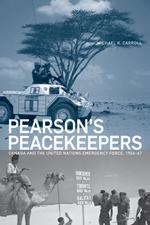 MICHAEL K. CARROLL
PEARSON'S
PEACEKEEPERS
CANADA AND THE UNITED NATIONS EMERGENCY FORCE, 1956–67